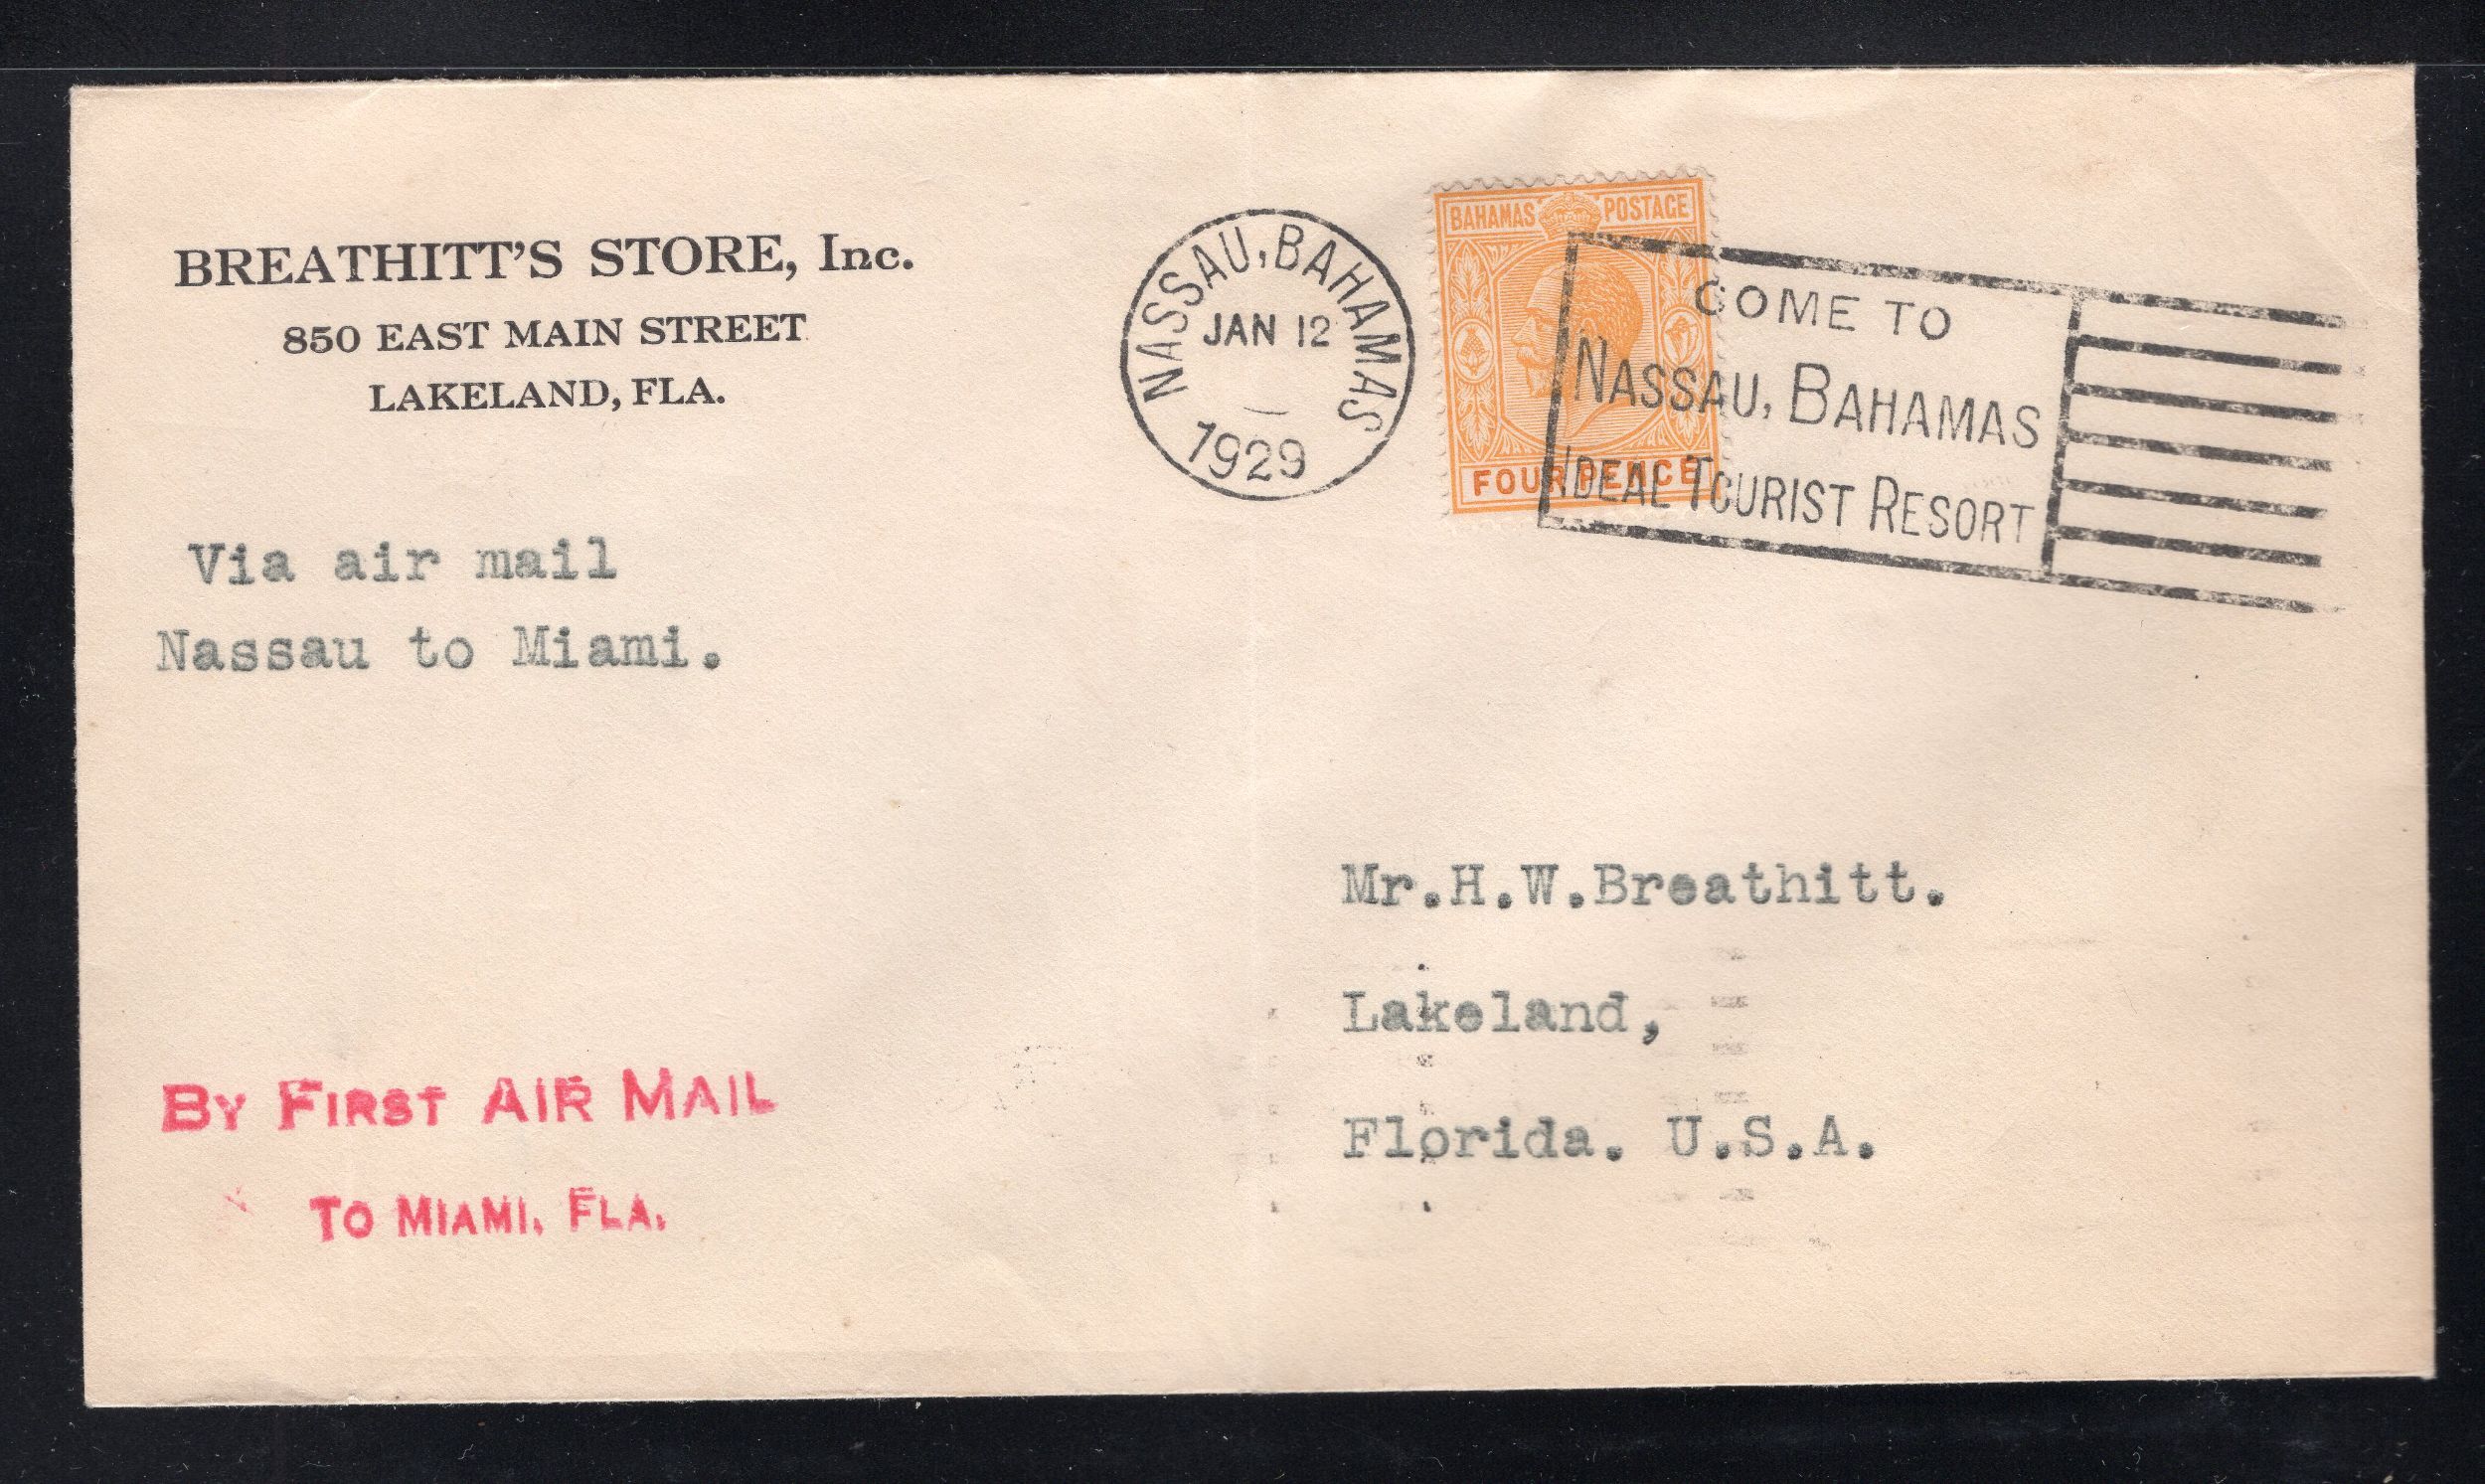 BREATHITT'S STORE, Inc.
850 EAST MAIN STREET
LAKELAND, FLA.
NASSAU, BAHAMAS
JAN 12
1929
BAHAMAS POSTAGE
FOUR PENCE
COME TO
NASSAU, BAHAMAS
IDEAL TOURIST RESORT
Via air mail
Nassau to Miami.
Mr.H.W.Breathitt.
Lakeland,
Florida. U.S.A.
BY FIRST AIR MAIL
TO MIAMI, FLA.